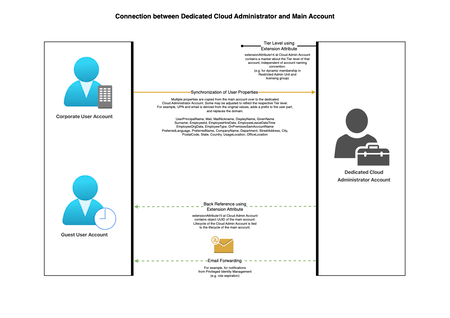 Connection between Dedicated Cloud Administrator and Main Account
Tier Level using
Extension Attribute
extensionAttribute14 at Cloud Admin Account
contains a marker about the Tier level of that
account, independent of account naming
convention.
(e.g. for dynamic membership in
Restricted Admin Unit and
licensing group)
Synchronization of User Properties
Multiple properties are copied from the main account over to the dedicated
Cloud Administrator Account. Some may be adjusted to reflect the respective Tier level.
For example, UPN and email is derived from the original values, adds a prefix to the user part,
and replaces the domain.
UserPrincipalName, Mail, MailNickname, DisplayName, GivenName
Surname, EmployeeId, EmployeeHireDate, EmployeeLeaveDateTime
EmployeeOrgData, EmployeeType, OnPremisesSamAccountName
PreferredLanguage, PreferredName, CompanyName, Department, StreetAddress, City,
PostalCode, State, Country, UsageLocation, OfficeLocation
Corporate User Account
Dedicated Cloud
Administrator Account
Back Reference using
Extension Attribute
extensionAttribute15 at Cloud Admin Account
contains object UUID of the main account.
Lifecycle of the Cloud Admin Account is tied
to the lifecycle of the main account.
Guest User Account
Email Forwarding
For example, for notifications
from Privileged Identity Management
(e.g. role expiration)